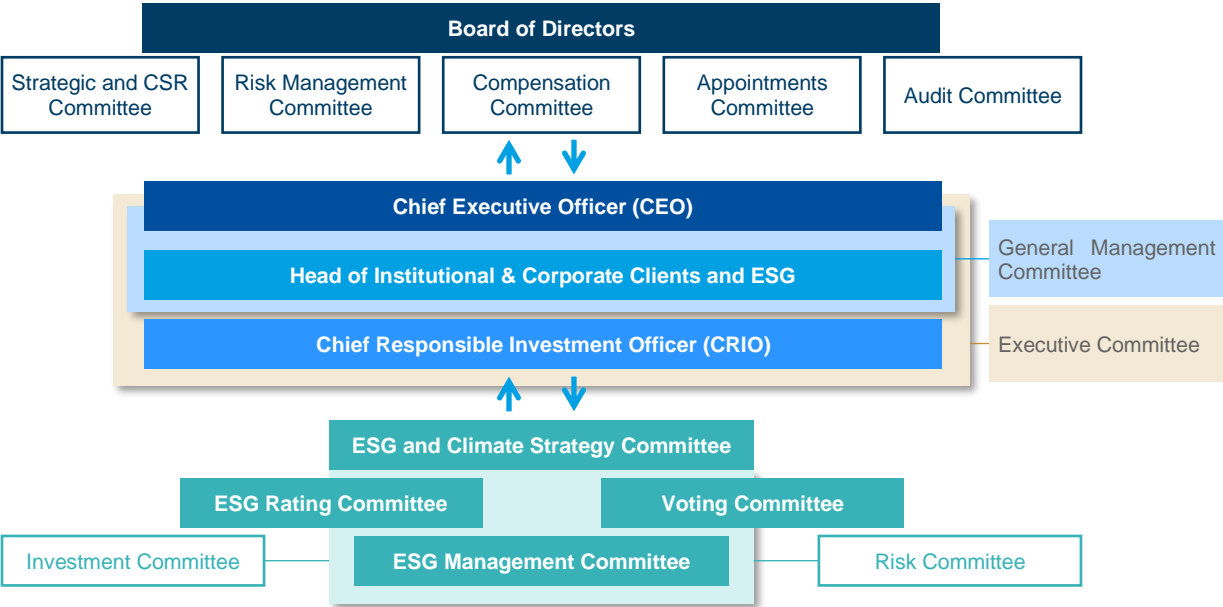 Board of Directors
Strategic and CSR
Committee
Risk Management
Committee
Compensation
Committee
Appointments
Committee
Audit Committee
Chief Executive Officer (CEO)
Head of Institutional & Corporate Clients and ESG
General Management
Committee
Chief Responsible Investment Officer (CRIO)
Executive Committee
ESG and Climate Strategy Committee
ESG Rating Committee
Voting Committee
Investment Committee
ESG Management Committee
Risk Committee